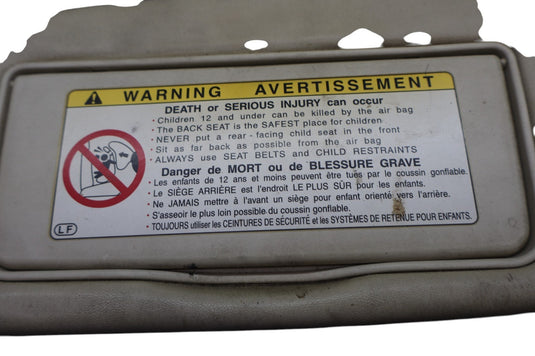 WARNING AVERTISSEMENT
DEATH or SERIOUS INJURY can occur
· Children 12 and under can be killed by the air bag
· The BACK SEAT is the SAFEST place for children
· NEVER put a rear-facing child seat in the front
· Sit as far back as possible from the air bag
· ALWAYS use SEAT BELTS and CHILD RESTRAINTS
Danger de MORT ou de BLESSURE GRAVE
· Les enfants de 12 ans et moins peuvent être tués par le coussin gonflable.
· Le SIÈGE ARRIÈRE est l'endroit LE PLUS SÛR pour les enfants.
· Ne JAMAIS mettre à l'avant un siège pour enfant orienté vers l'arrière.
· S'asseoir le plus loin possible du coussin gonflable.
· TOUJOURS utiliser les CEINTURES DE SÉCURITÉ et les SYSTÈMES DE RETENUE POUR ENFANTS.
LF